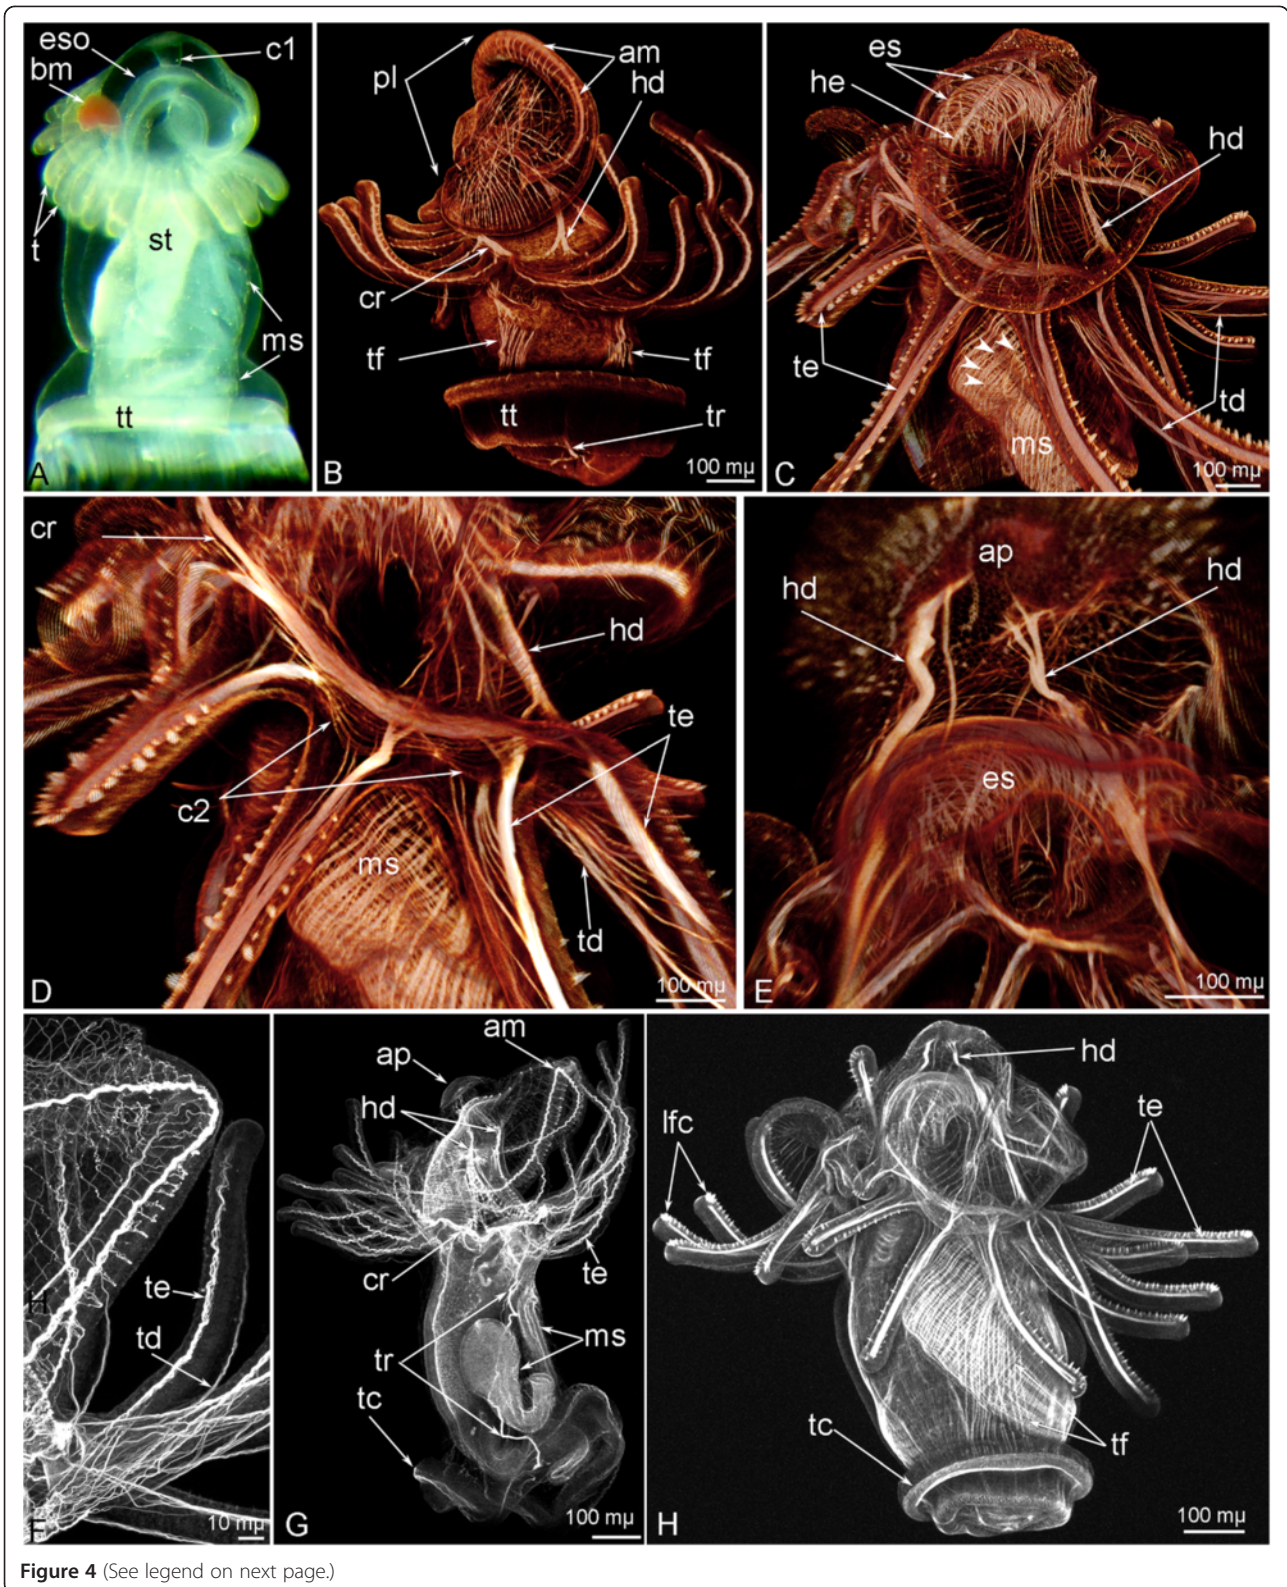 eso
c1
bm
t
st
ms
tt
A
pl
am
hd
cr
tf
tf
tt
tr
B
100 mµ
es
he
hd
te
td
ms
C
100 mµ
cr
hd
te
c2
ms
td
D
100 mµ
ap
hd
hd
es
E
100 mµ
H
te
td
F
10 mµ
am
ap
hd
cr
te
tr
ms
tc
G
100 mµ
hd
lfc
te
tc
tf
H
100 mµ
Figure 4 (See legend on next page.)